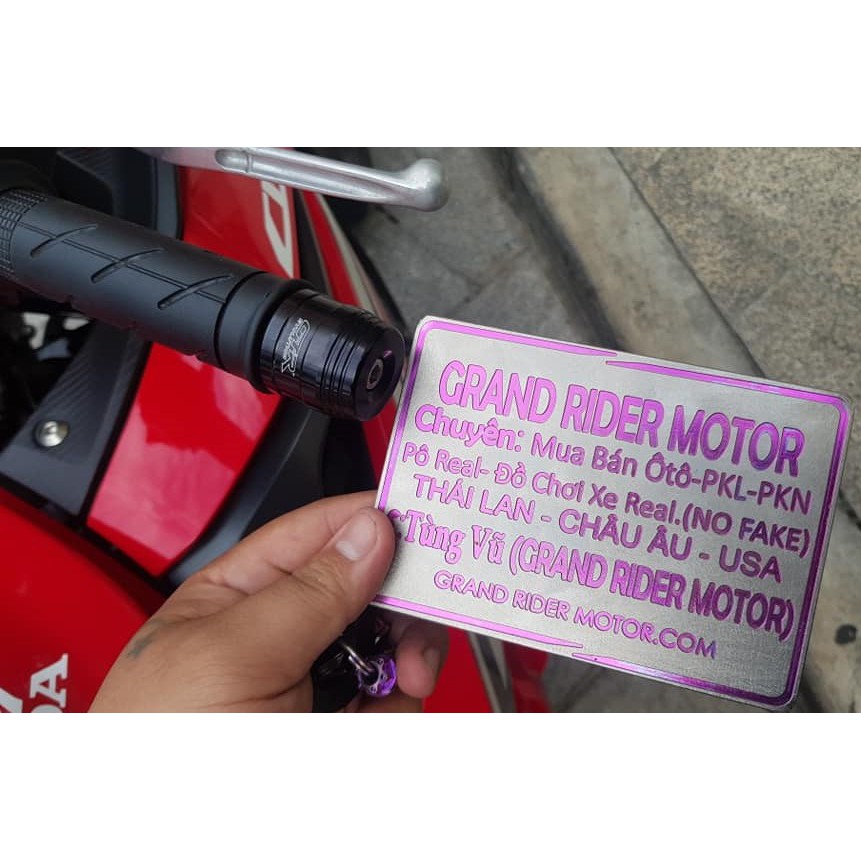 GRAND RIDER MOTOR
Chuyên: Mua Bán Ôtô-PKL-PKN
Pô Real- Đồ Chơi Xe Real.(NO FAKE)
THÁI LAN - CHÂU ÂU - USA
:Tùng Vũ (GRAND RIDER MOTOR)
GRAND RIDER MOTOR.COM